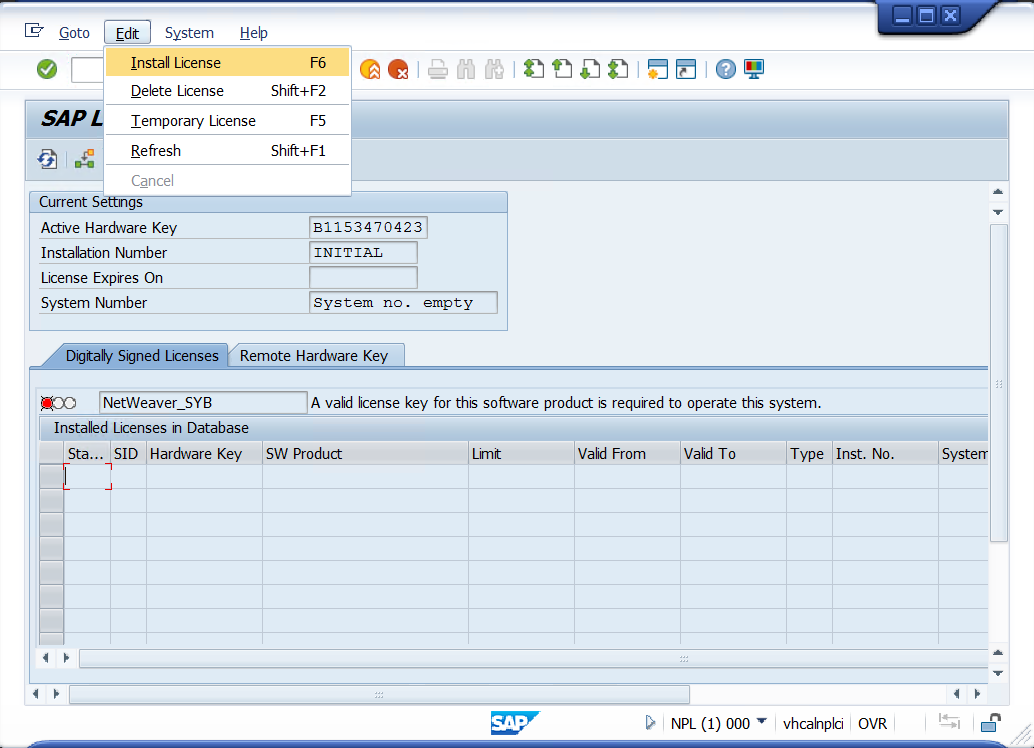 Goto Edit System Help
Install License F6
Delete License Shift+F2
Temporary License F5
Refresh Shift+F1
Cancel
SAP L
Current Settings
Active Hardware Key B1153470423
Installation Number INITIAL
License Expires On
System Number System no. empty
Digitally Signed Licenses Remote Hardware Key
NetWeaver_SYB A valid license key for this software product is required to operate this system.
Installed Licenses in Database
Sta... SID Hardware Key SW Product Limit Valid From Valid To Type Inst. No. System
SAP NPL (1) 000 vhcalnplci OVR